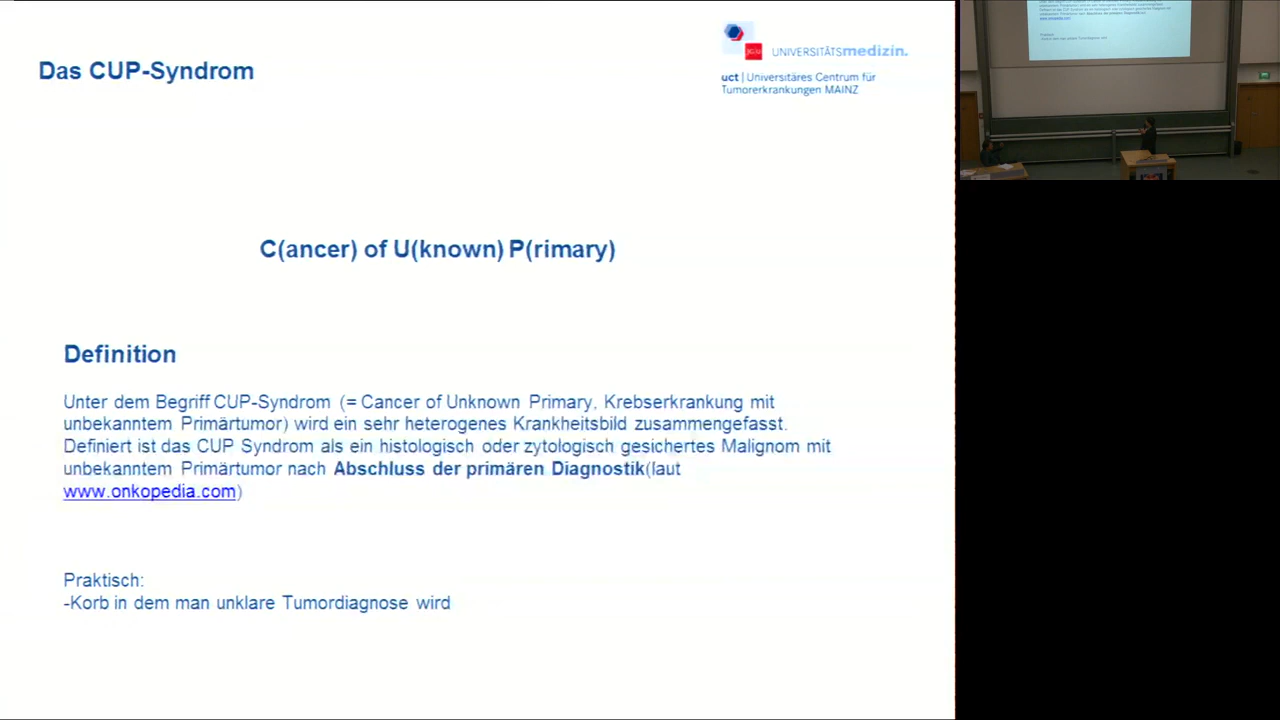 Das CUP-Syndrom
UNIVERSITÄTSmedizin.
uct | Universitäres Centrum für
Tumorerkrankungen MAINZ
C(ancer) of U(known) P(rimary)
Definition
Unter dem Begriff CUP-Syndrom (= Cancer of Unknown Primary, Krebserkrankung mit
unbekanntem Primärtumor) wird ein sehr heterogenes Krankheitsbild zusammengefasst.
Definiert ist das CUP Syndrom als ein histologisch oder zytologisch gesichertes Malignom mit
unbekanntem Primärtumor nach Abschluss der primären Diagnostik(laut
www.onkopedia.com)
Praktisch:
-Korb in dem man unklare Tumordiagnose wird